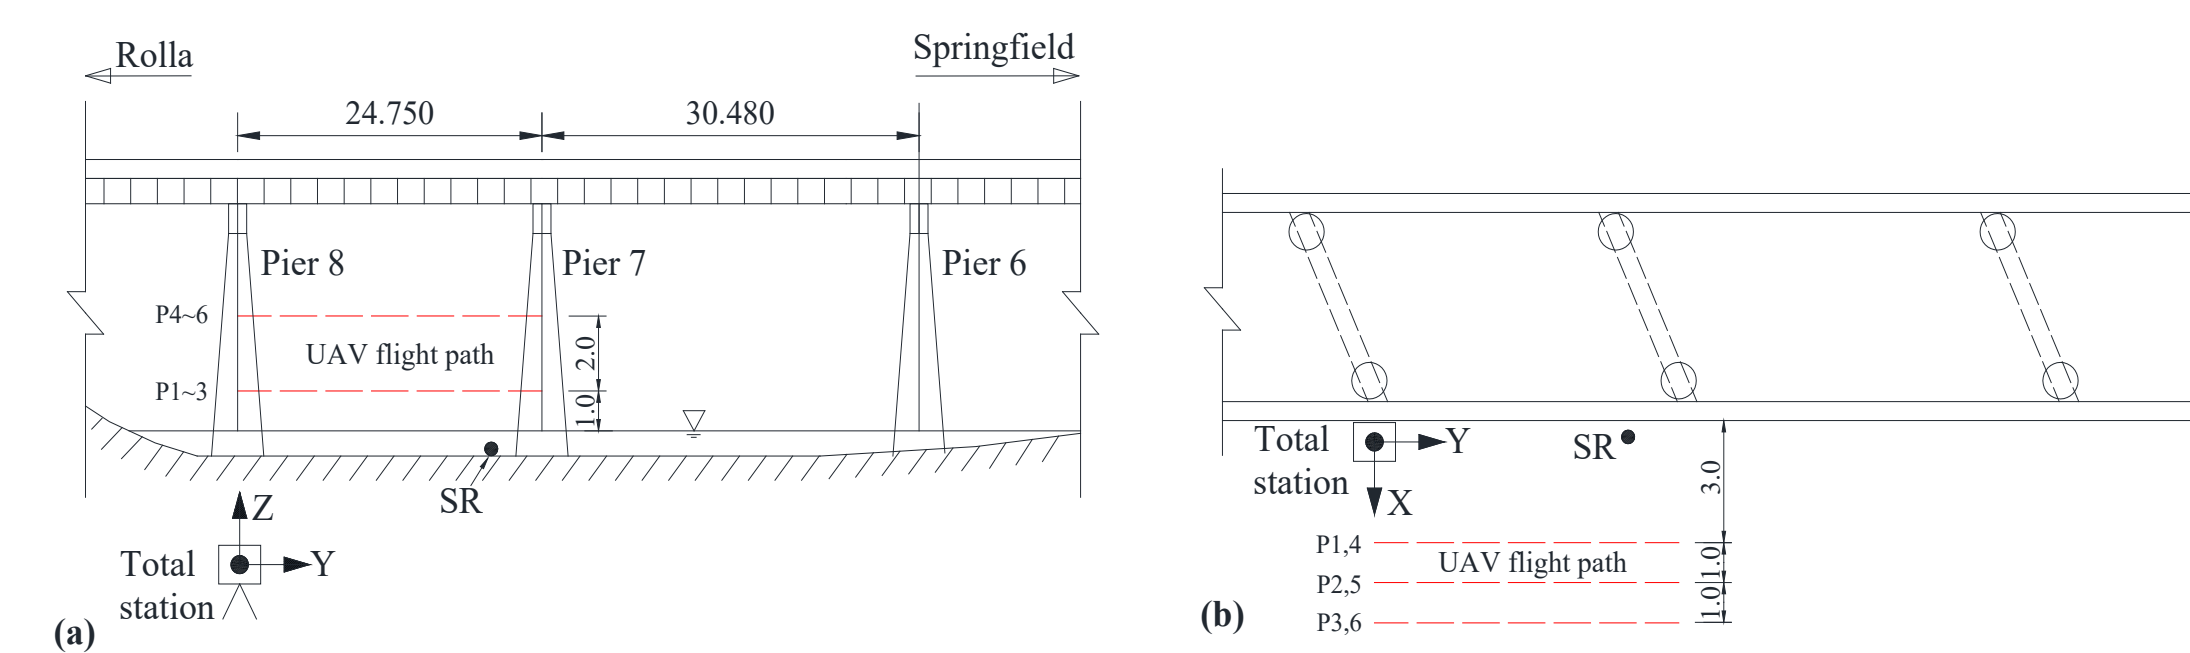 Rolla
Springfield
24.750
30.480
Pier 8
Pier 7
Pier 6
P4~6
UAV flight path
2.0
P1~3
1.0
SR
Z
Total
station
Y
(a)
Total
station
Y
X
SR
3.0
P1,4
UAV flight path
1.0
P2,5
1.0
P3,6
(b)